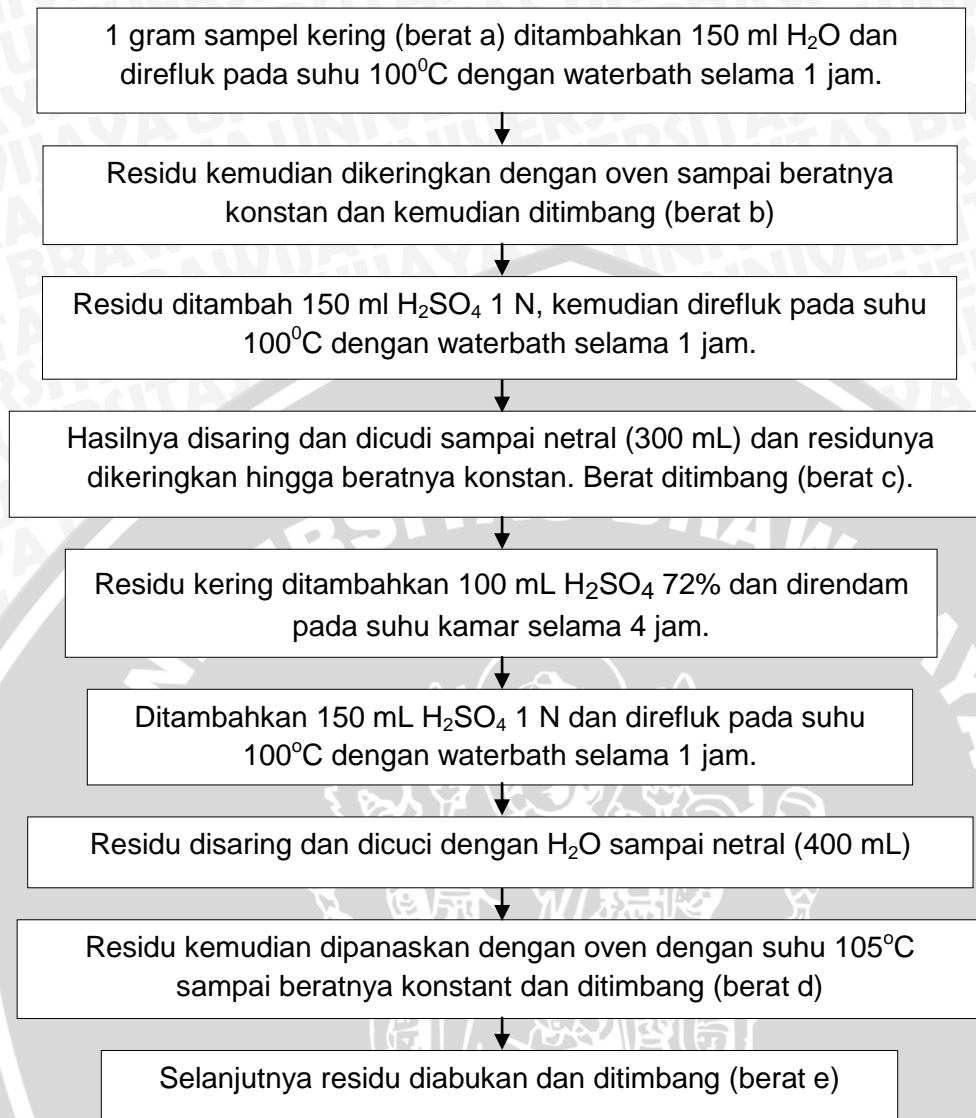 1 gram sampel kering (berat a) ditambahkan 150 ml H₂O dan
direfluk pada suhu 100⁰C dengan waterbath selama 1 jam.
Residu kemudian dikeringkan dengan oven sampai beratnya
konstan dan kemudian ditimbang (berat b)
Residu ditambah 150 ml H₂SO₄ 1 N, kemudian direfluk pada suhu
100⁰C dengan waterbath selama 1 jam.
Hasilnya disaring dan dicudi sampai netral (300 mL) dan residunya
dikeringkan hingga beratnya konstan. Berat ditimbang (berat c).
Residu kering ditambahkan 100 mL H₂SO₄ 72% dan direndam
pada suhu kamar selama 4 jam.
Ditambahkan 150 mL H₂SO₄ 1 N dan direfluk pada suhu
100°C dengan waterbath selama 1 jam.
Residu disaring dan dicuci dengan H₂O sampai netral (400 mL)
Residu kemudian dipanaskan dengan oven dengan suhu 105°C
sampai beratnya konstant dan ditimbang (berat d)
Selanjutnya residu diabukan dan ditimbang (berat e)